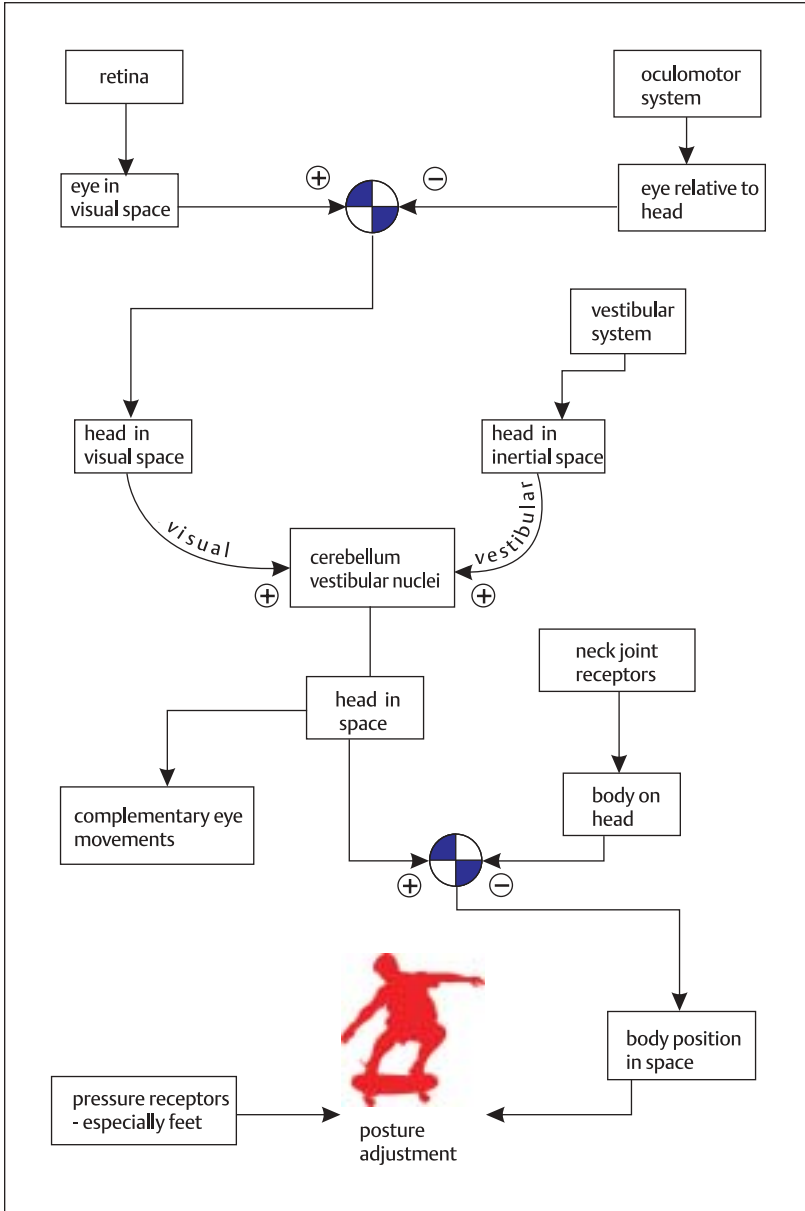 retina
oculomotor
system
eye in
visual space
+
−
eye relative to
head
vestibular
system
head in
visual space
head in
inertial space
visual
vestibular
cerebellum
vestibular nuclei
+
+
neck joint
receptors
head in
space
complementary eye
movements
body on
head
+
−
body position
in space
pressure receptors
- especially feet
posture
adjustment